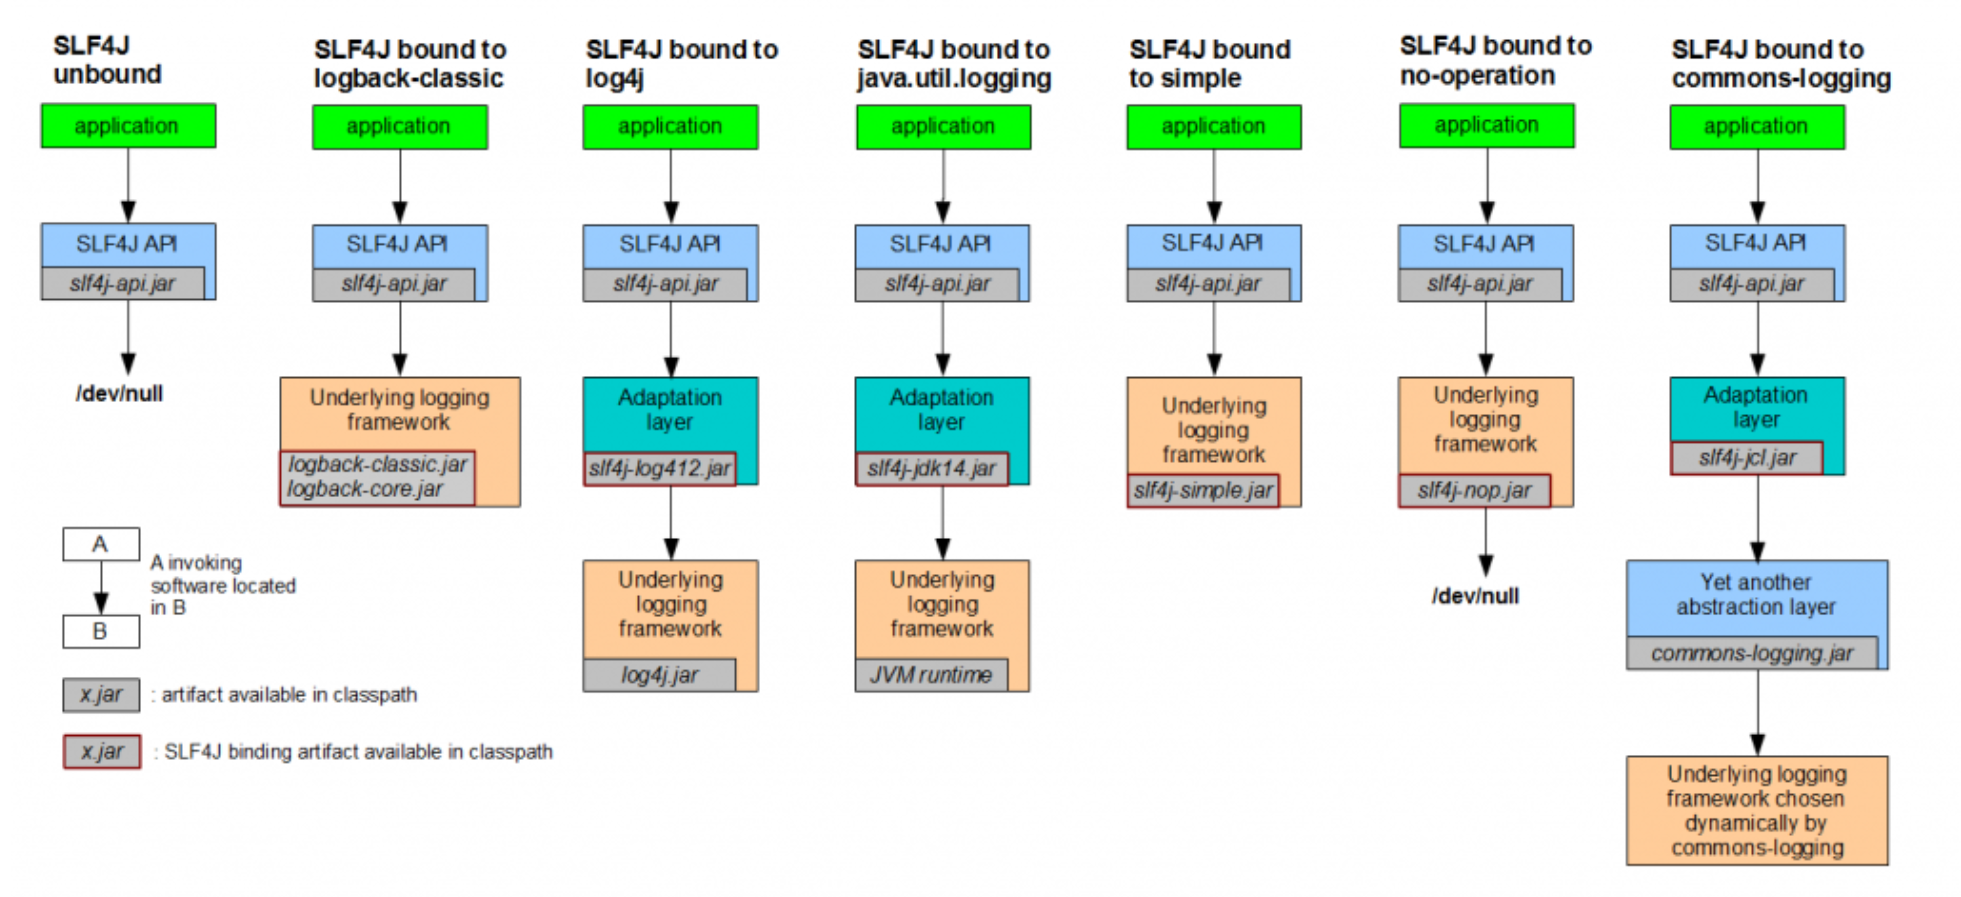 SLF4J
unbound
application
SLF4J API
slf4j-api.jar
/dev/null
SLF4J bound to
logback-classic
application
SLF4J API
slf4j-api.jar
Underlying logging
framework
logback-classic.jar
logback-core.jar
SLF4J bound to
log4j
application
SLF4J API
slf4j-api.jar
Adaptation
layer
slf4j-log412.jar
Underlying
logging
framework
log4j.jar
SLF4J bound to
java.util.logging
application
SLF4J API
slf4j-api.jar
Adaptation
layer
slf4j-jdk14.jar
Underlying
logging
framework
JVM runtime
SLF4J bound
to simple
application
SLF4J API
slf4j-api.jar
Underlying
logging
framework
slf4j-simple.jar
SLF4J bound to
no-operation
application
SLF4J API
slf4j-api.jar
Underlying
logging
framework
slf4j-nop.jar
/dev/null
SLF4J bound to
commons-logging
application
SLF4J API
slf4j-api.jar
Adaptation
layer
slf4j-jcl.jar
Yet another
abstraction layer
commons-logging.jar
Underlying logging
framework chosen
dynamically by
commons-logging
A
B
A invoking
software located
in B
x.jar : artifact available in classpath
x.jar : SLF4J binding artifact available in classpath